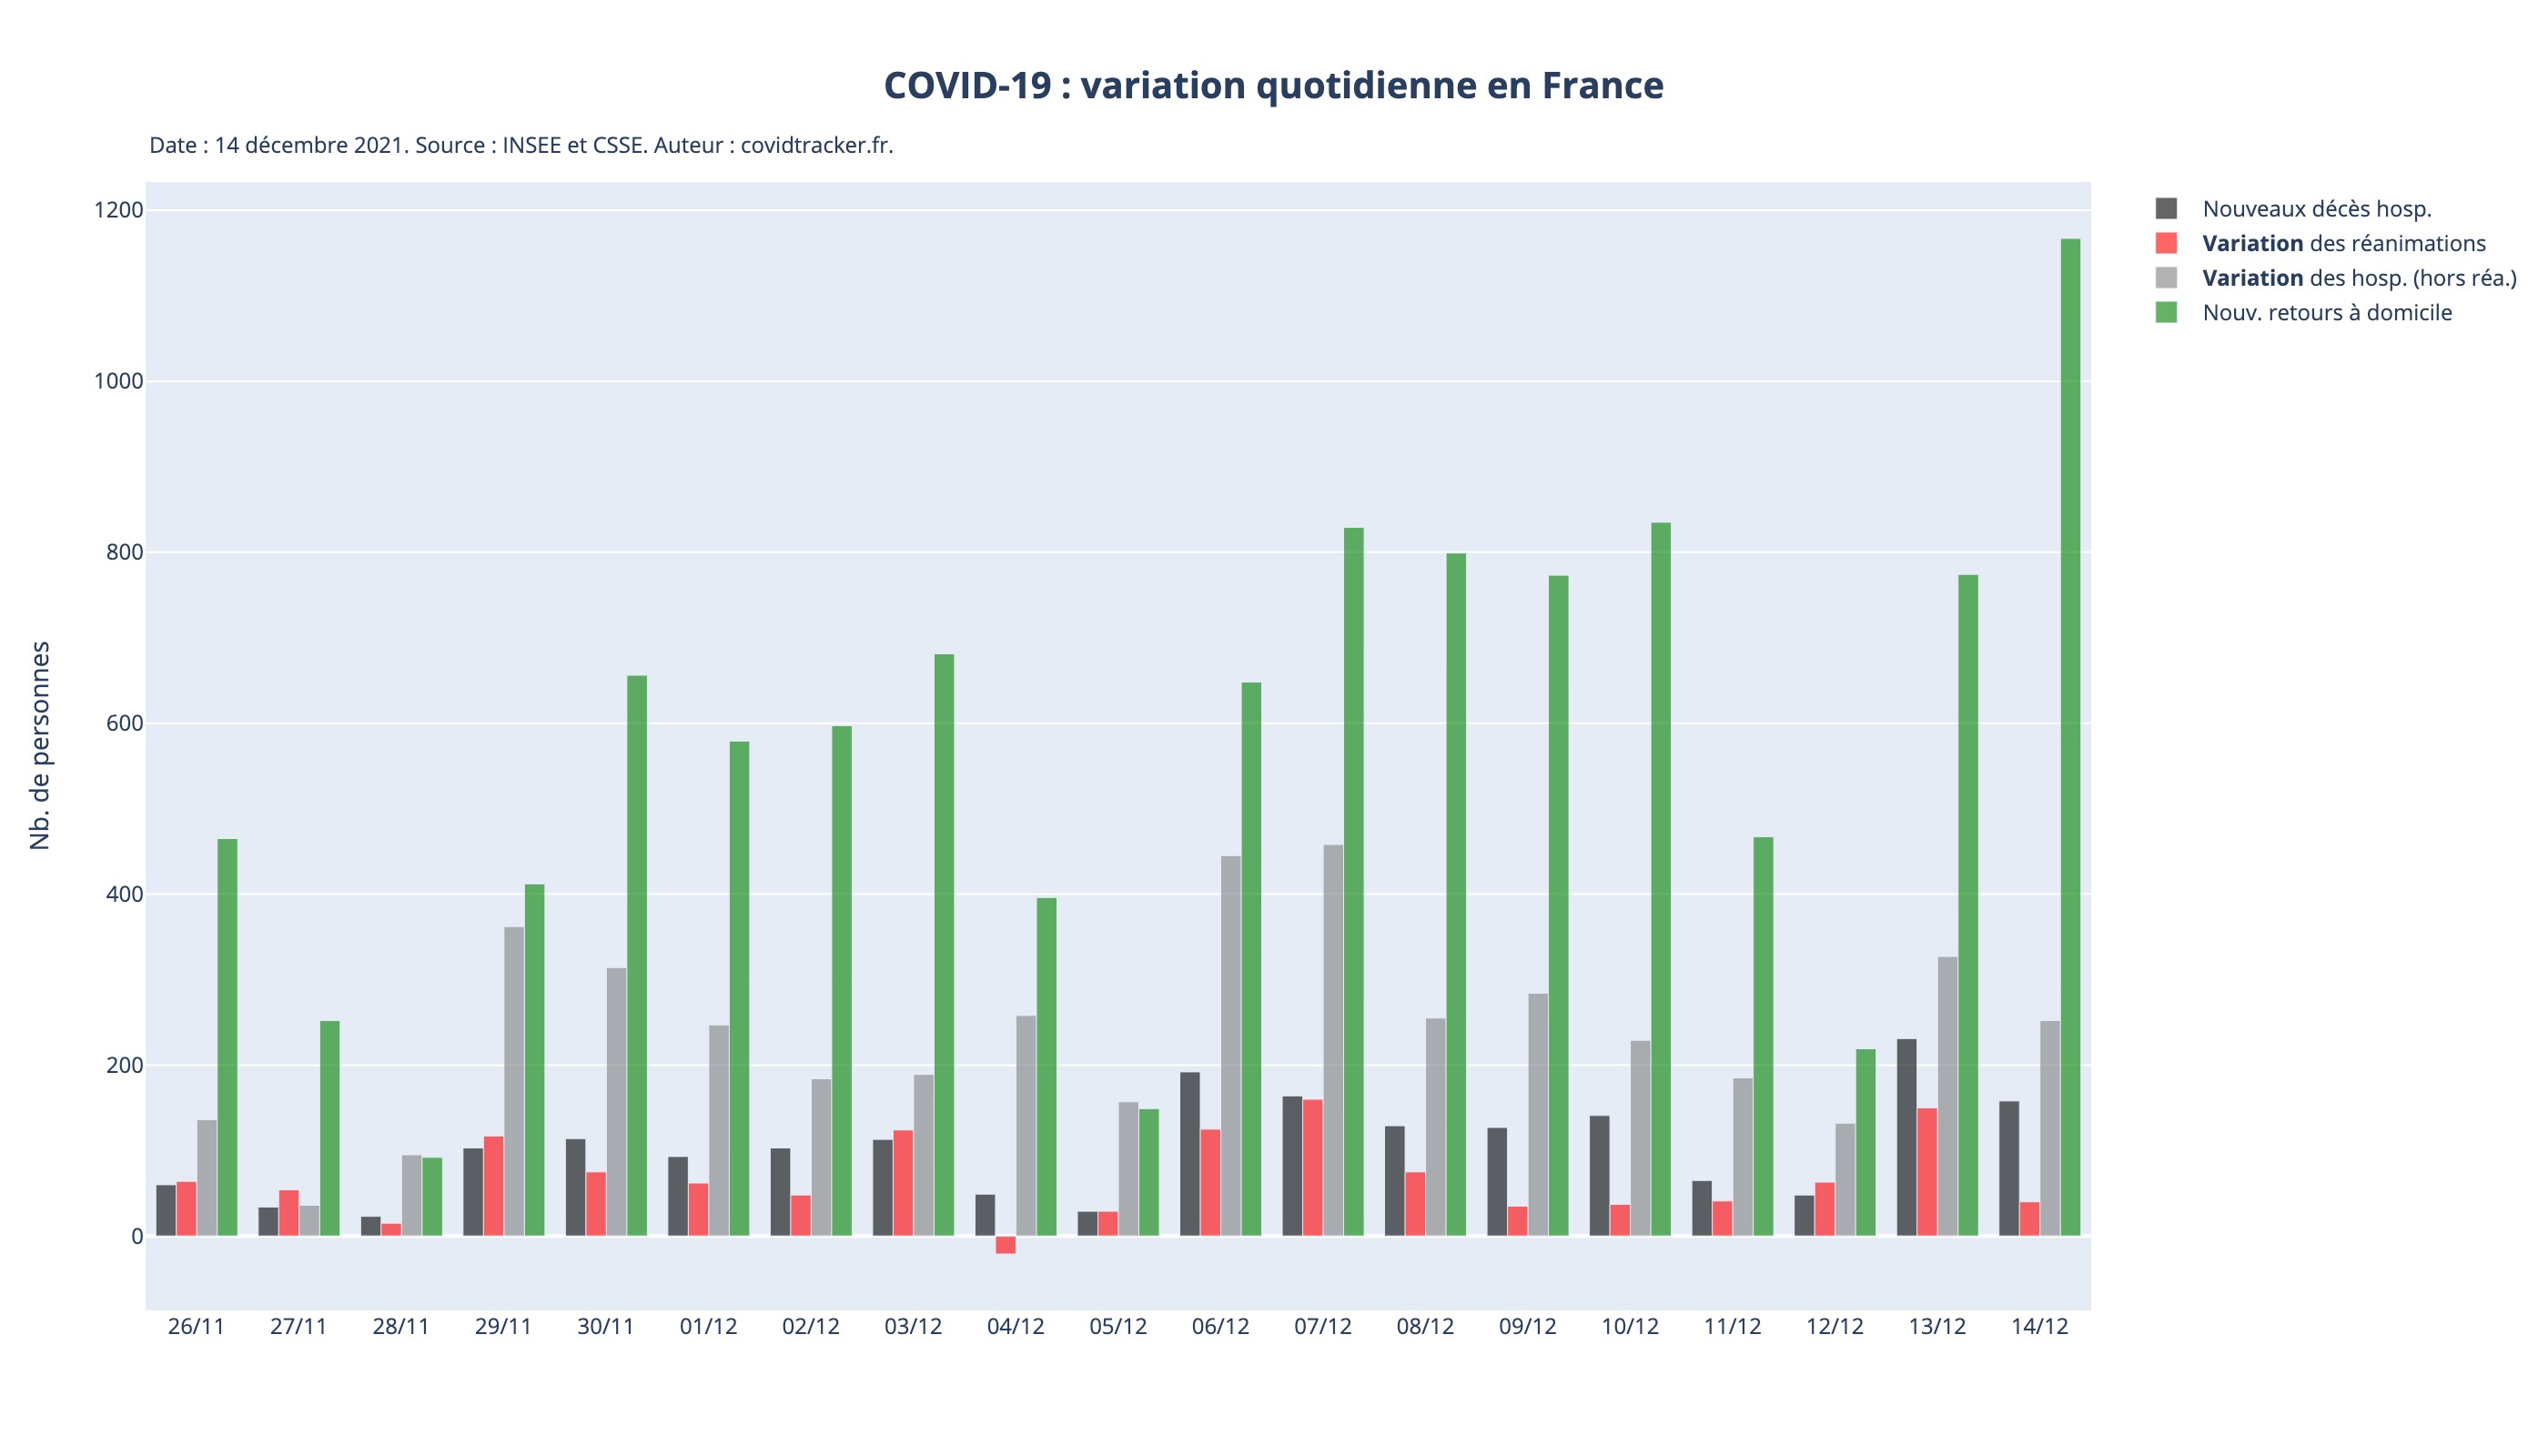 COVID-19 : variation quotidienne en France
Date : 14 décembre 2021. Source : INSEE et CSSE. Auteur : covidtracker.fr.
Nouveaux décès hosp.
Variation des réanimations
Variation des hosp. (hors réa.)
Nouv. retours à domicile
Nb. de personnes
1200
1000
800
600
400
200
0
26/11 27/11 28/11 29/11 30/11 01/12 02/12 03/12 04/12 05/12 06/12 07/12 08/12 09/12 10/12 11/12 12/12 13/12 14/12